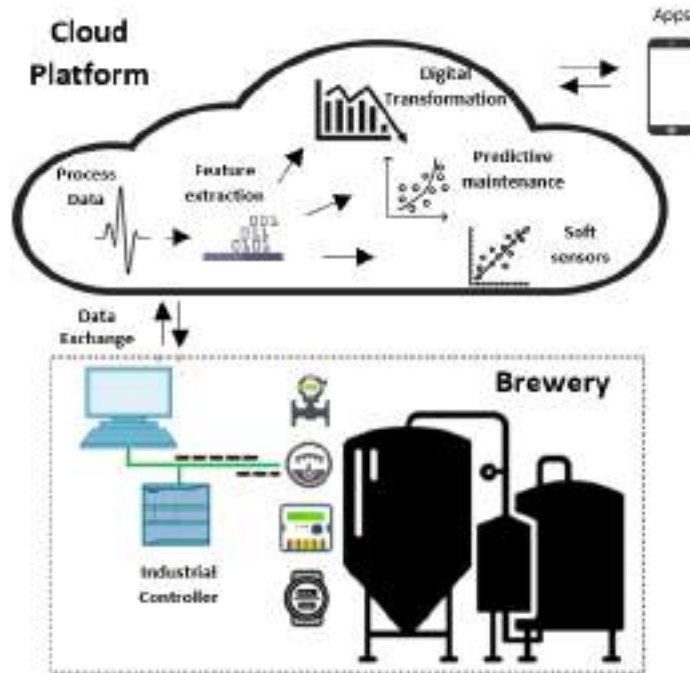 Cloud
Platform
Apps
Digital
Transformation
Process
Data
Feature
extraction
Predictive
maintenance
Soft
sensors
Data
Exchange
Brewery
Industrial
Controller